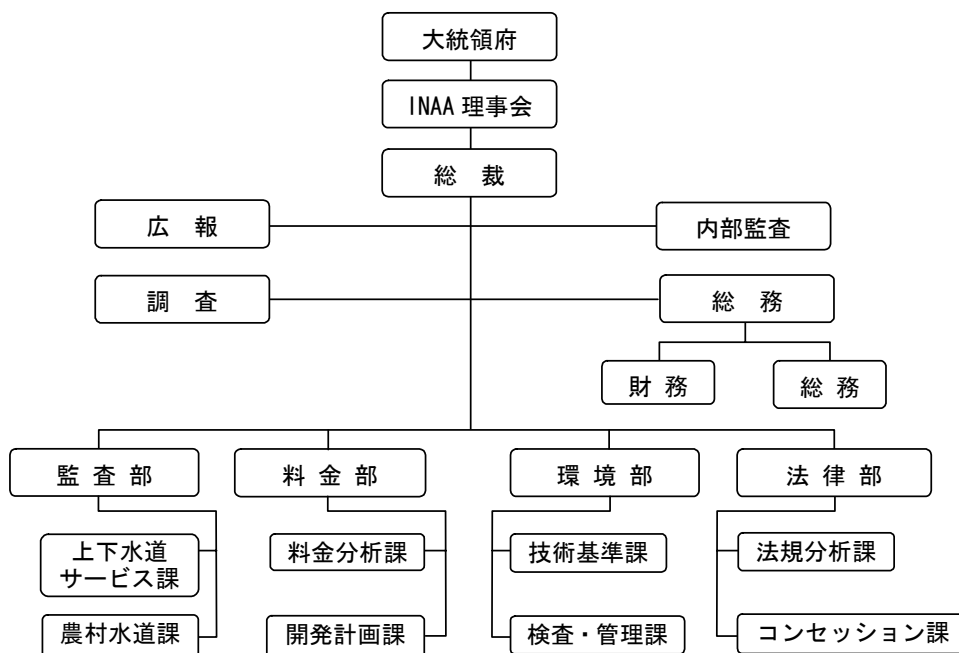 大統領府
INAA 理事会
総 裁
広 報
内部監査
調 査
総 務
財 務
総 務
監 査 部
料 金 部
環 境 部
法 律 部
上下水道
サービス課
料金分析課
技術基準課
法規分析課
農村水道課
開発計画課
検査・管理課
コンセッション課